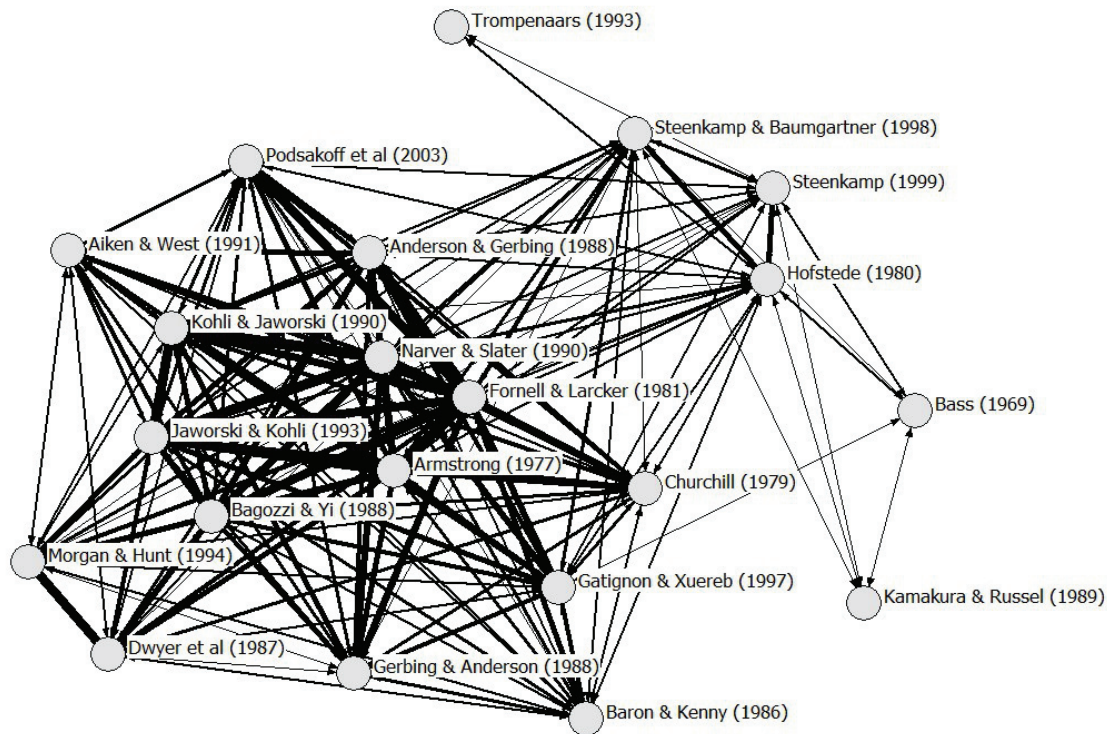 Trompenaars (1993)
Steenkamp & Baumgartner (1998)
Podsakoff et al (2003)
Steenkamp (1999)
Aiken & West (1991)
Anderson & Gerbing (1988)
Hofstede (1980)
Kohli & Jaworski (1990)
Narver & Slater (1990)
Fornell & Larcker (1981)
Bass (1969)
Jaworski & Kohli (1993)
Armstrong (1977)
Churchill (1979)
Bagozzi & Yi (1988)
Morgan & Hunt (1994)
Gatignon & Xuereb (1997)
Kamakura & Russel (1989)
Dwyer et al (1987)
Gerbing & Anderson (1988)
Baron & Kenny (1986)